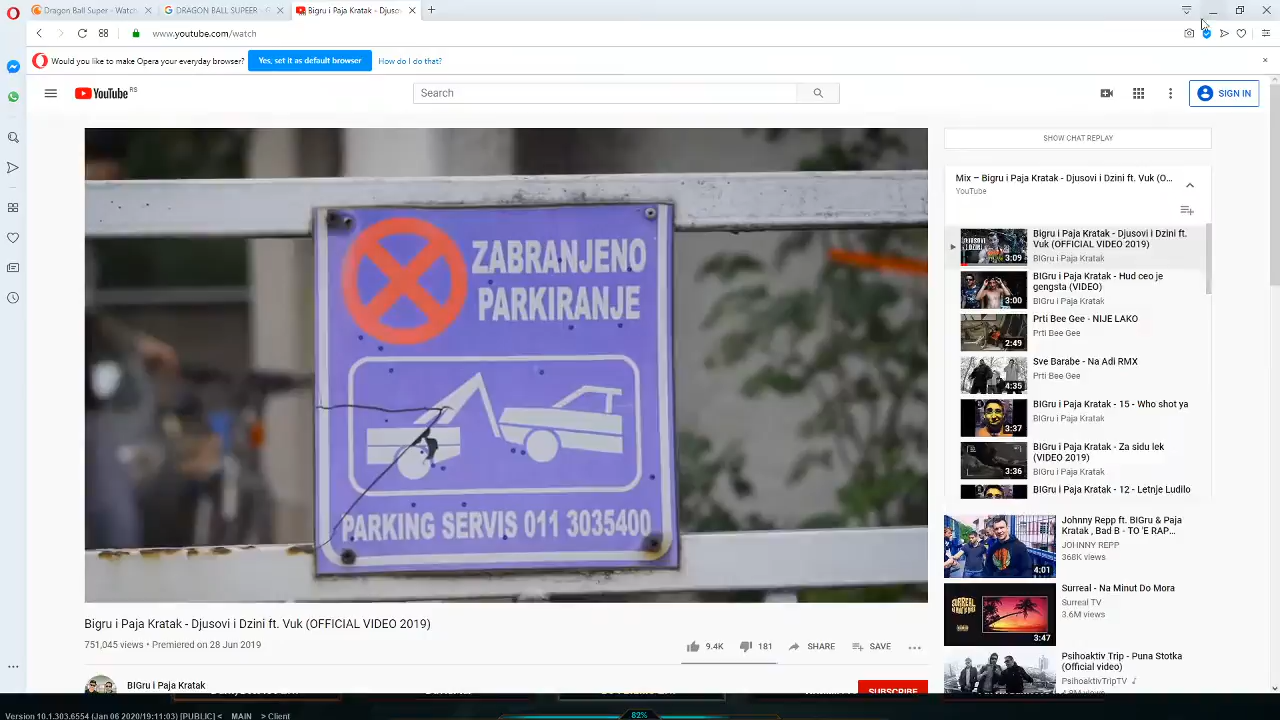 Dragon Ball Super - Watch
DRAGON BALL SUPEER -
Bigru i Paja Kratak - Djuso
www.youtube.com/watch
Would you like to make Opera your everyday browser?
Yes, set it as default browser
How do I do that?
YouTube RS
Search
SIGN IN
ZABRANJENO
PARKIRANJE
PARKING SERVIS 011 3035400
Bigru i Paja Kratak - Djusovi i Dzini ft. Vuk (OFFICIAL VIDEO 2019)
751,045 views • Premiered on 28 Jun 2019
9.4K
181
SHARE
SAVE
BIGru i Paja Kratak
SUBSCRIBE
SHOW CHAT REPLAY
Mix – Bigru i Paja Kratak - Djusovi i Dzini ft. Vuk (O...
YouTube
Bigru i Paja Kratak - Djusovi i Dzini ft.
Vuk (OFFICIAL VIDEO 2019)
BIGru i Paja Kratak
3:09
BIGru i Paja Kratak - Hud ceo je
gengsta (VIDEO)
BIGru i Paja Kratak
3:00
Prti Bee Gee - NIJE LAKO
Prti Bee Gee
2:49
Sve Barabe - Na Adi RMX
Prti Bee Gee
4:35
BIGru i Paja Kratak - 15 - Who shot ya
BIGru i Paja Kratak
3:37
BIGru i Paja Kratak - Za sidu lek
(VIDEO 2019)
BIGru i Paja Kratak
3:36
BIGru i Paja Kratak - 12 - Letnje Ludilo
Johnny Repp ft. BIGru & Paja
Kratak , Bad B - TO 'E RAP...
JOHNNY REPP
368K views
4:01
Surreal - Na Minut Do Mora
Surreal TV
3.6M views
3:47
Psihoaktiv Trip - Puna Stotka
(Official video)
PsihoaktivTrip
Version 10.1.303.6554 (Jan 06 2020/19:11:03) [PUBLIC] < _MAIN_ > Client
82%